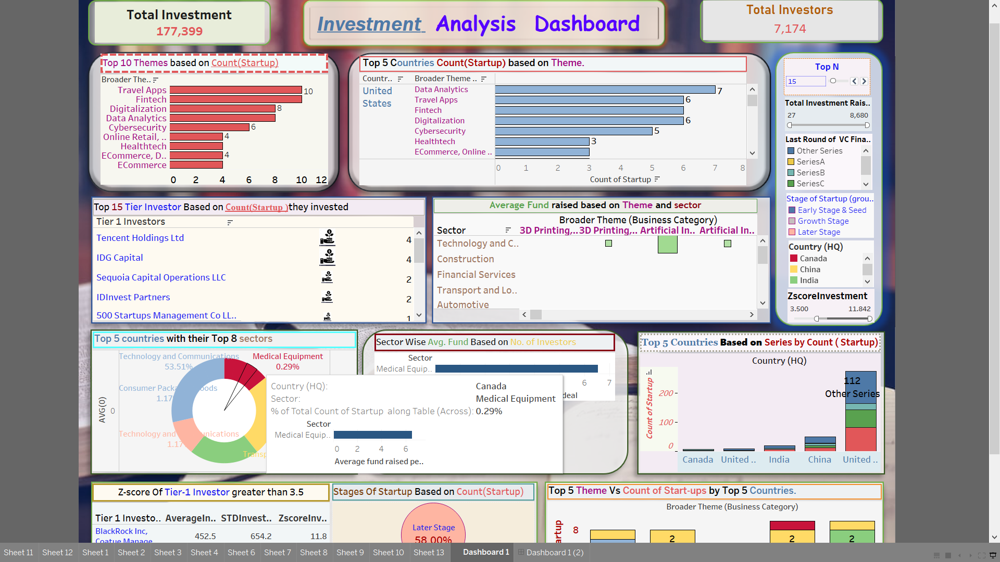 Total Investment
177,399
Investment Analysis Dashboard
Total Investors
7,174
Top 10 Themes based on Count(Startup)
Broader The..
Travel Apps 10
Fintech
Digitalization 8
Data Analytics
Cybersecurity 6
Online Retail, .. 4
Healthtech
ECommerce, D.. 4
ECommerce
0 2 4 6 8 10 12
Top 5 Countries Count(Startup) based on Theme.
Countr.. Broader Theme ..
United States
Data Analytics 7
Travel Apps 6
Fintech
Digitalization 6
Cybersecurity 5
Healthtech 3
ECommerce, Online ..
0 1 2 3 4 5 6 7 8
Count of Startup
Top N
15
Total Investment Rais..
27 8,680
Last Round of VC Fina..
Other Series
SeriesA
SeriesB
SeriesC
Stage of Startup (grou..
Early Stage & Seed
Growth Stage
Later Stage
Country (HQ)
Canada
China
India
ZscoreInvestment
3.500 11.842
Top 15 Tier Investor Based on Count(Startup )they invested
Tier 1 Investors
Tencent Holdings Ltd 4
IDG Capital 4
Sequoia Capital Operations LLC 2
IDInvest Partners 2
500 Startups Management Co LL.. 1
Average Fund raised based on Theme and sector
Broader Theme (Business Category)
Sector 3D Printing,.. 3D Printing,.. Artificial In.. Artificial In..
Technology and C..
Construction
Financial Services
Transport and Lo..
Automotive
Top 5 countries with their Top 8 sectors
Technology and Communications
53.51%
Medical Equipment
0.29%
Technology and
AVG(0)
0
Sector Wise Avg. Fund Based on No. of Investors
Sector
Medical Equip..
6 7
deal
Country (HQ): Canada
Sector: Medical Equipment
% of Total Count of Startup along Table (Across): 0.29%
Sector
Medical Equip..
0 2 4 6
Average fund raised pe..
Top 5 Countries Based on Series by Count ( Startup)
Country (HQ)
Count of Startup
200
100
0
112
Other Series
Canada United .. India China United ..
Z-score Of Tier-1 Investor greater than 3.5
Tier 1 Investo.. AverageIn.. STDInvest.. ZscoreInv..
BlackRock Inc, 452.5 654.2 11.8
Coatue Manage
Stages Of Startup Based on Count(Startup)
Later Stage
58.00%
Top 5 Theme Vs Count of Start-ups by Top 5 Countries.
Broader Theme (Business Category)
8
2 2 2 2
Sheet 11 Sheet 12 Sheet 1 Sheet 2 Sheet 3 Sheet 4 Sheet 6 Sheet 7 Sheet 8 Sheet 9 Sheet 10 Sheet 13 Dashboard 1 Dashboard 1 (2)